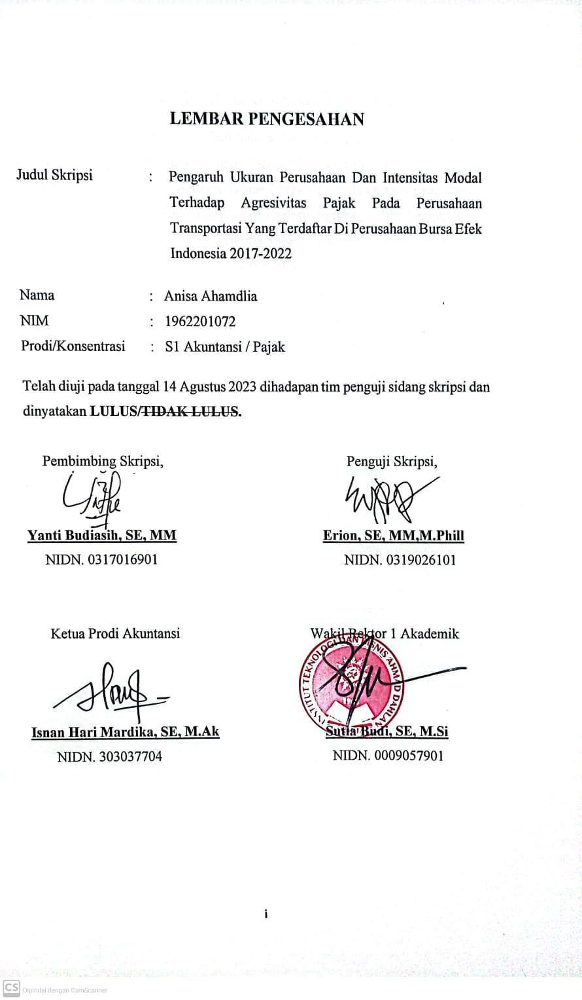 LEMBAR PENGESAHAN
Judul Skripsi : Pengaruh Ukuran Perusahaan Dan Intensitas Modal
Terhadap Agresivitas Pajak Pada Perusahaan
Transportasi Yang Terdaftar Di Perusahaan Bursa Efek
Indonesia 2017-2022
Nama : Anisa Ahamdlia
NIM : 1962201072
Prodi/Konsentrasi : S1 Akuntansi / Pajak
Telah diuji pada tanggal 14 Agustus 2023 dihadapan tim penguji sidang skripsi dan
dinyatakan LULUS/TIDAK LULUS.
Pembimbing Skripsi, Penguji Skripsi,
Yanti Budiasih, SE, MM Erion, SE, MM,M.Phill
NIDN. 0317016901 NIDN. 0319026101
Ketua Prodi Akuntansi Wakil Rektor 1 Akademik
INSTITUT TEKNOLOGI DAN BISNIS AHMAD DAHLAN
Isnan Hari Mardika, SE, M.Ak Sutia Budi, SE, M.Si
NIDN. 303037704 NIDN. 0009057901
i
CS Dipindai dengan CamScanner